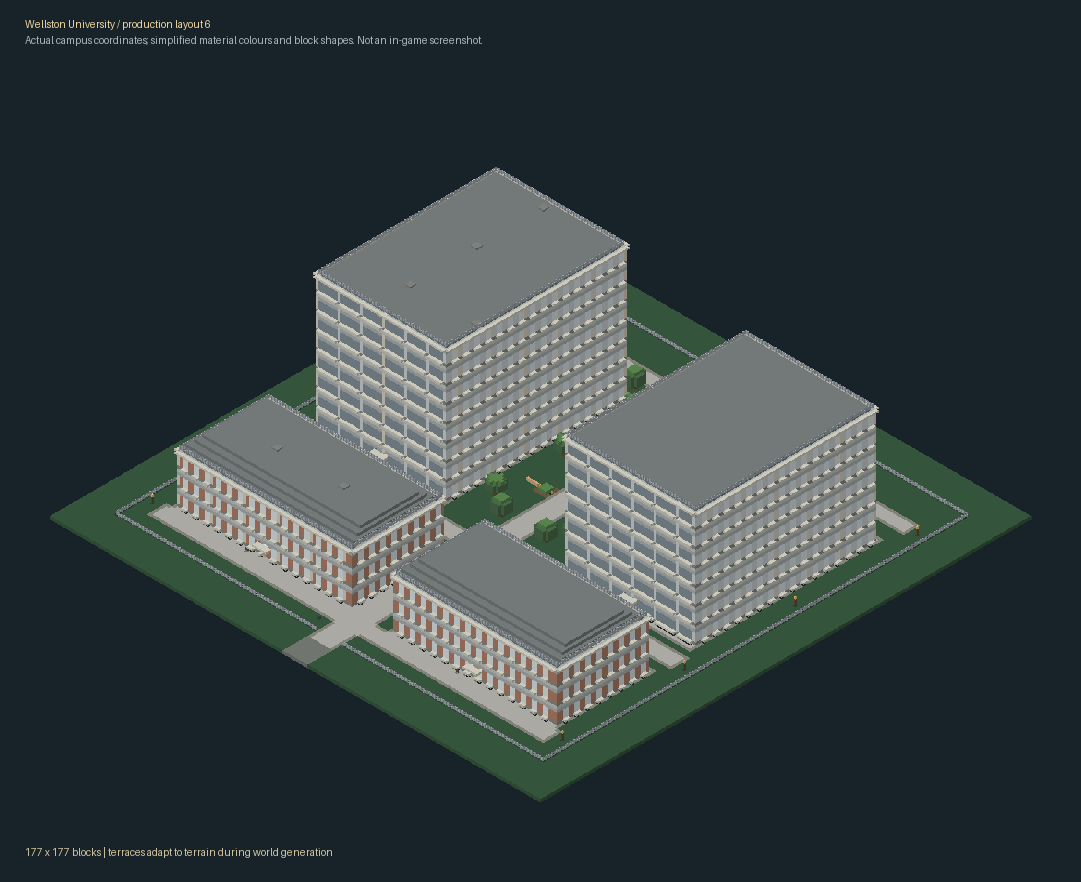 Wellston University / production layout 6
Actual campus coordinates; simplified material colours and block shapes. Not an in-game screenshot.
177 x 177 blocks | terraces adapt to terrain during world generation